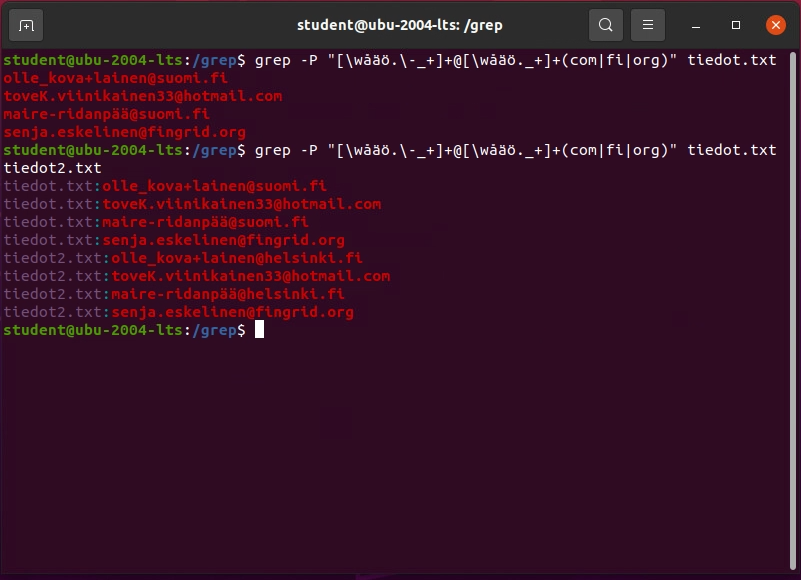 student@ubu-2004-lts: /grep
student@ubu-2004-lts:/grep$ grep -P "[\wåäö.\-_+]+@[\wåäö._+]+(com|fi|org)" tiedot.txt
olle_kova+lainen@suomi.fi
toveK.viinikainen33@hotmail.com
maire-ridanpää@suomi.fi
senja.eskelinen@fingrid.org
student@ubu-2004-lts:/grep$ grep -P "[\wåäö.\-_+]+@[\wåäö._+]+(com|fi|org)" tiedot.txt
tiedot2.txt
tiedot.txt:olle_kova+lainen@suomi.fi
tiedot.txt:toveK.viinikainen33@hotmail.com
tiedot.txt:maire-ridanpää@suomi.fi
tiedot.txt:senja.eskelinen@fingrid.org
tiedot2.txt:olle_kova+lainen@helsinki.fi
tiedot2.txt:toveK.viinikainen33@hotmail.com
tiedot2.txt:maire-ridanpää@helsinki.fi
tiedot2.txt:senja.eskelinen@fingrid.org
student@ubu-2004-lts:/grep$